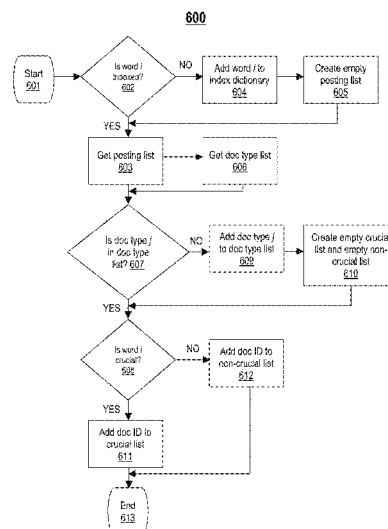 600
Start
601
Is word i
indexed?
602
NO
Add word i to
index dictionary
604
Create empty
posting list
605
YES
Get posting list
603
Get doc type list
606
Is doc type j
in doc type
list? 607
NO
Add doc type j
to doc type list
609
Create empty crucial
list and empty non-
crucial list
610
YES
Is word i
crucial?
608
NO
Add doc ID to
non-crucial list
612
YES
Add doc ID to
crucial list
611
End
613